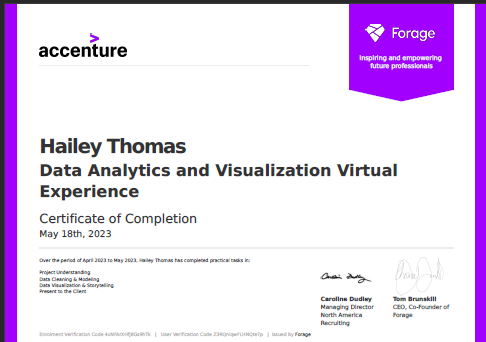 accenture
Forage
Inspiring and empowering
future professionals
Hailey Thomas
Data Analytics and Visualization Virtual
Experience
Certificate of Completion
May 18th, 2023
Over the period of April 2023 to May 2023, Hailey Thomas has completed practical tasks in:
Project Understanding
Data Cleaning & Modeling
Data Visualization & Storytelling
Present to the Client
Caroline Dudley
Managing Director
North America
Recruiting
Tom Brunskill
CEO, Co-Founder of
Forage
Enrolment Verification Code | User Verification Code | Issued by Forage